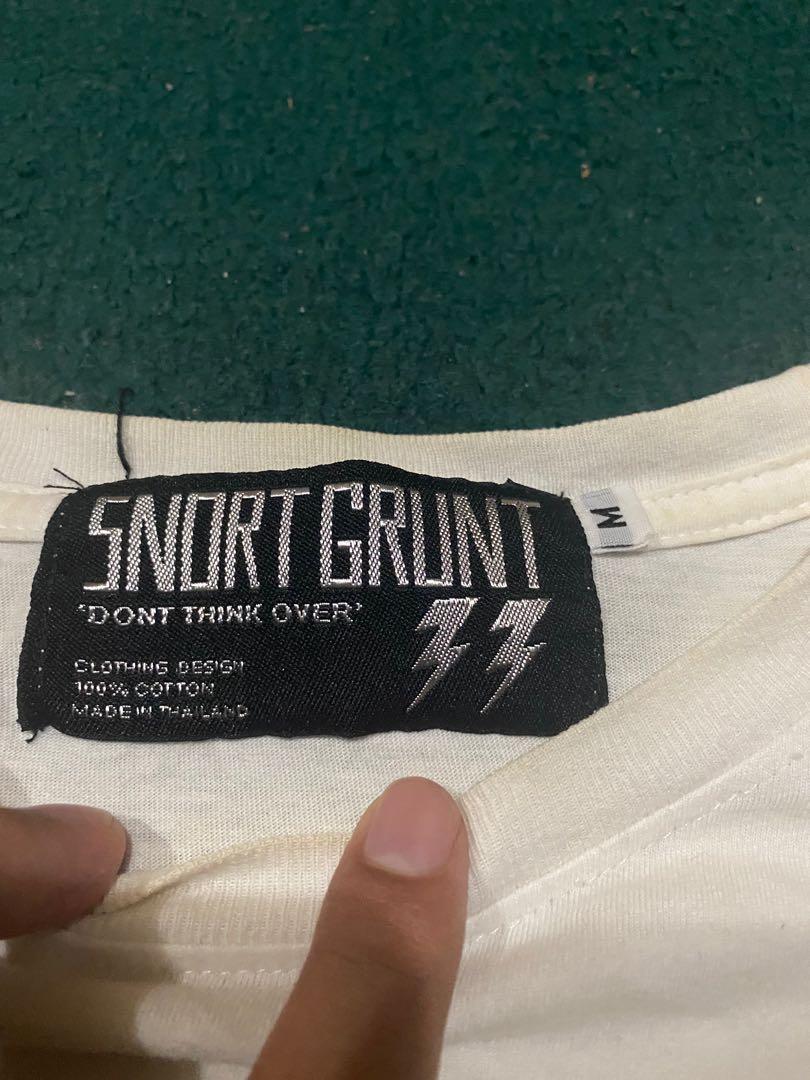 SNORT GRUNT
'DONT THINK OVER'
CLOTHING DESIGN
100% COTTON
MADE IN THAILAND
M